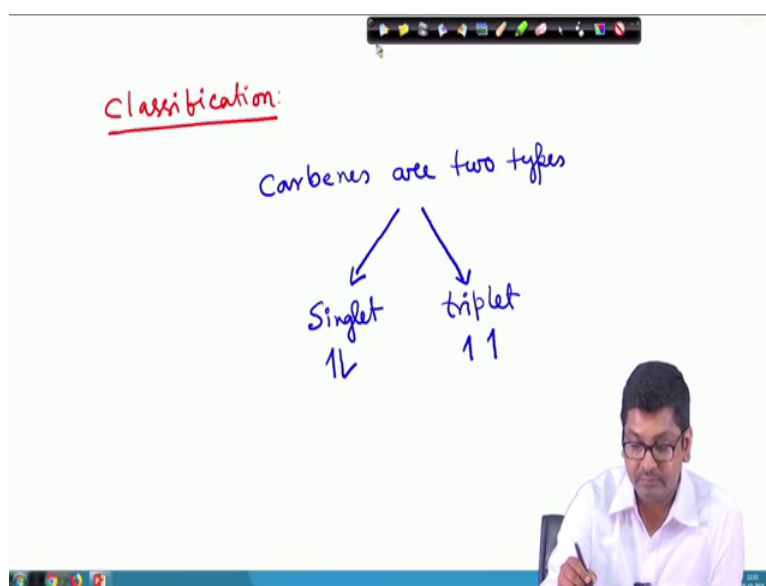 Classification:
Carbenes are two types
Singlet triplet
↿⇂ ↿ ↿